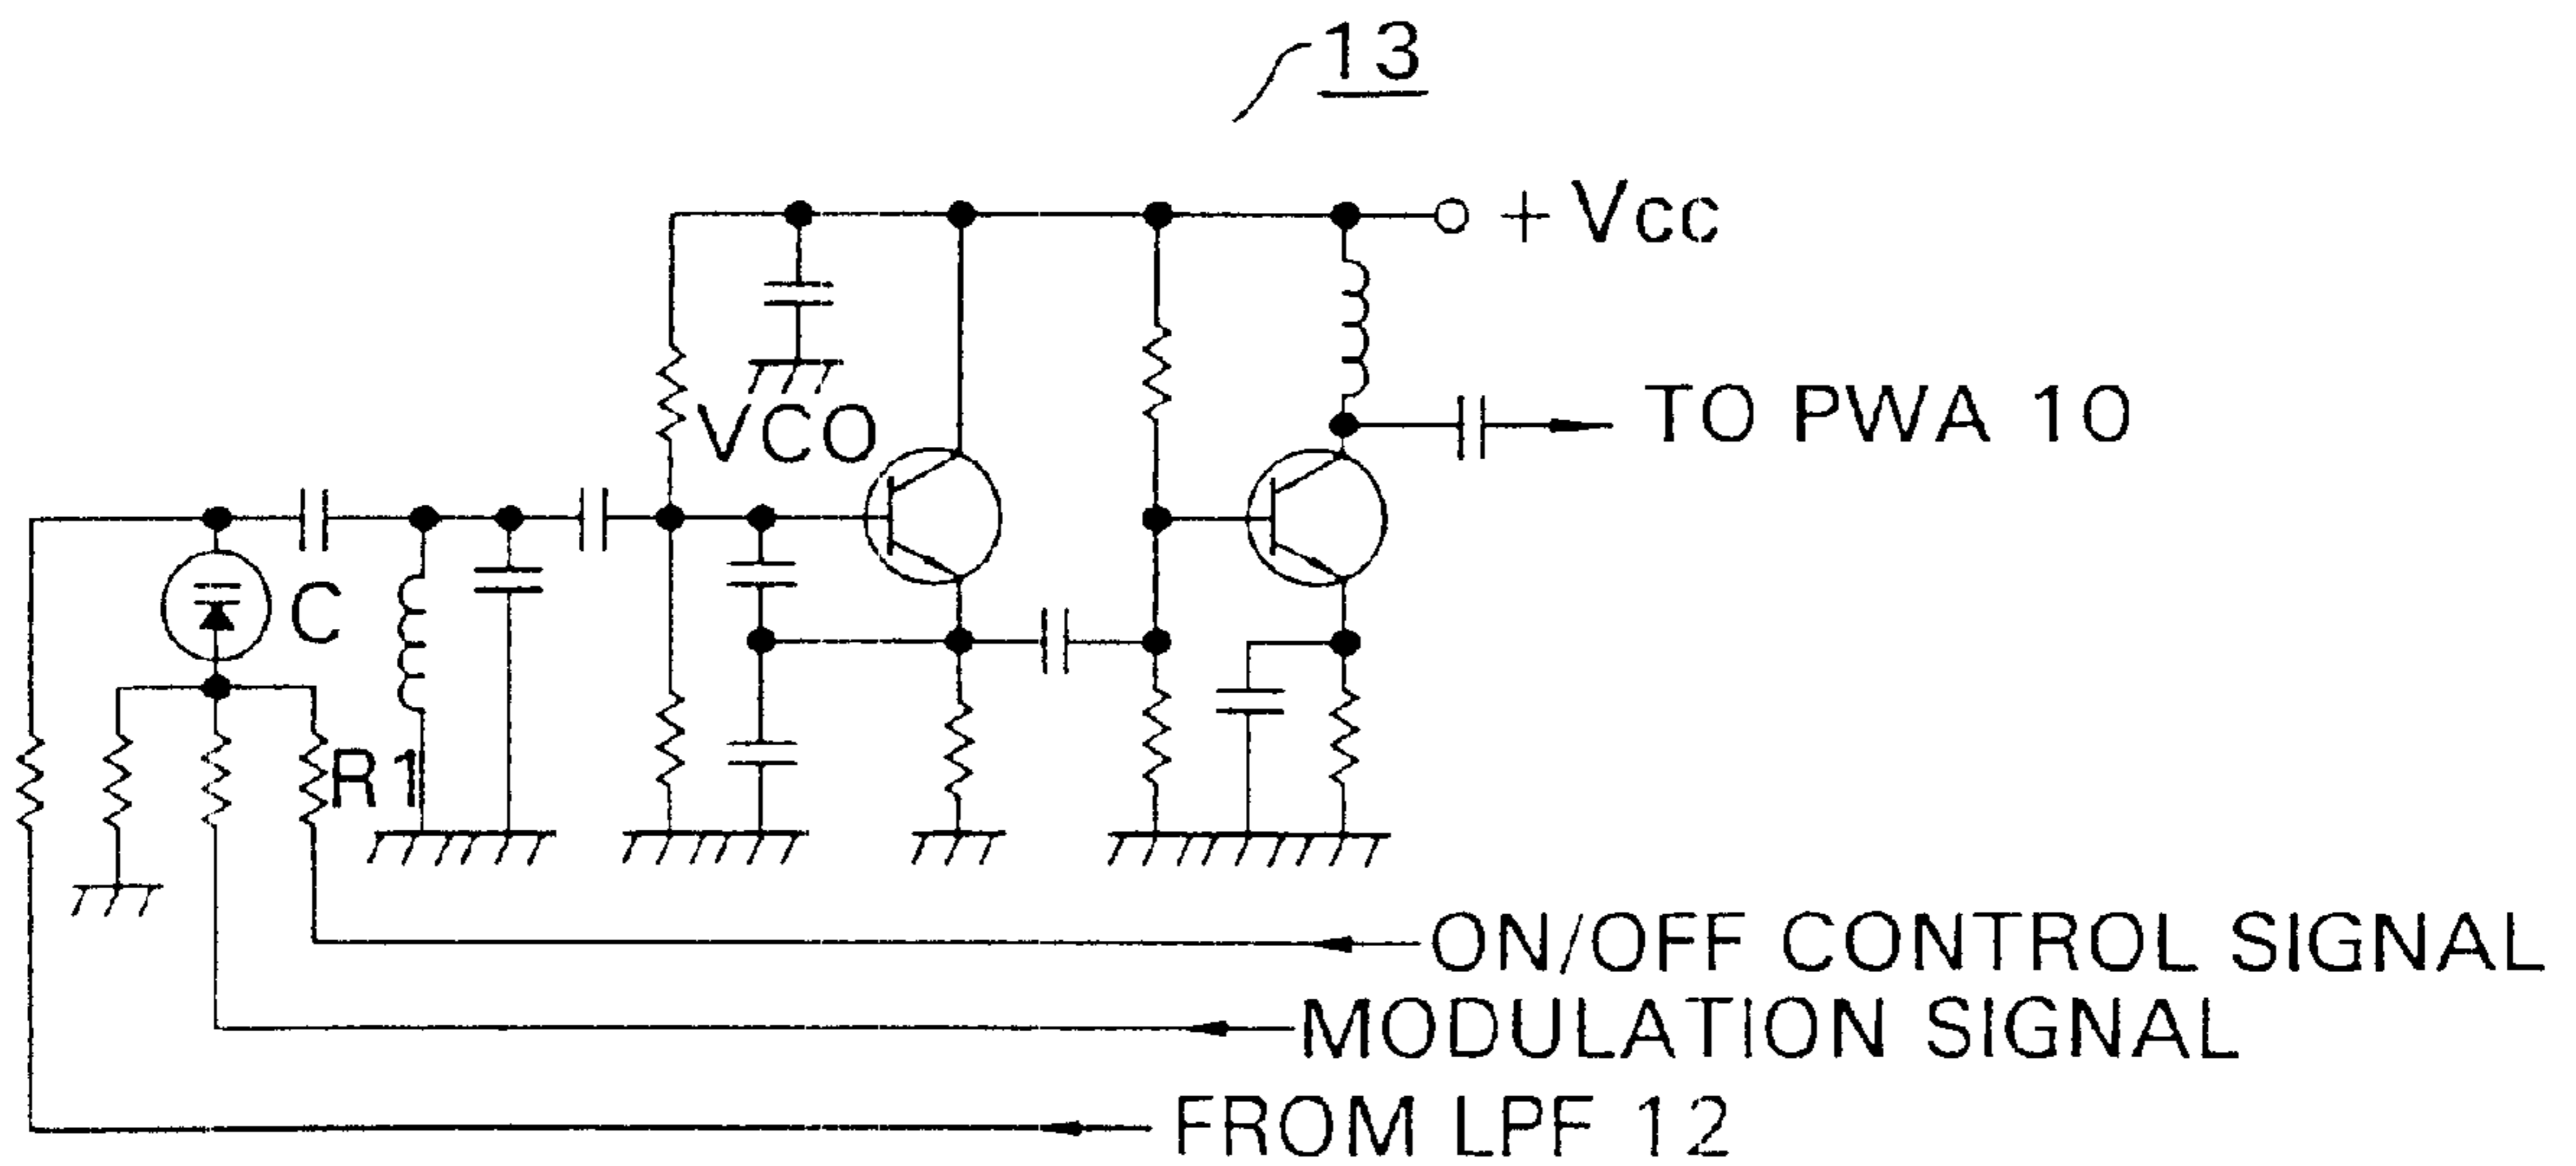 13
+ Vcc
VCO
TO PWA 10
C
R1
ON/OFF CONTROL SIGNAL
MODULATION SIGNAL
FROM LPF 12